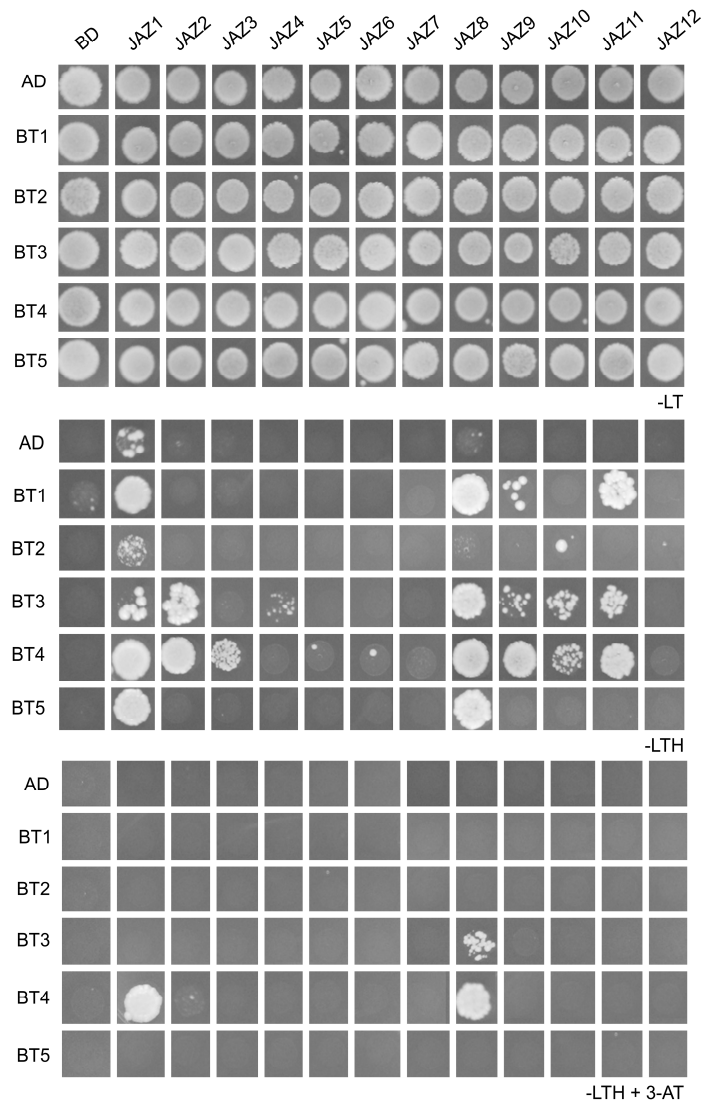 BD JAZ1 JAZ2 JAZ3 JAZ4 JAZ5 JAZ6 JAZ7 JAZ8 JAZ9 JAZ10 JAZ11 JAZ12
AD
BT1
BT2
BT3
BT4
BT5
-LT
AD
BT1
BT2
BT3
BT4
BT5
-LTH
AD
BT1
BT2
BT3
BT4
BT5
-LTH + 3-AT